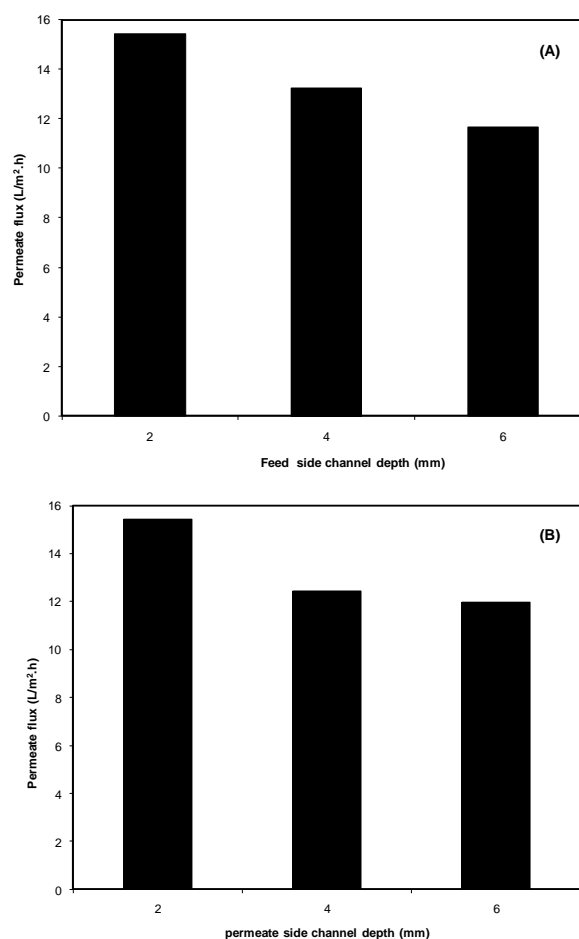 16
(A)
14
12
10
8
6
4
2
0
Permeate flux (L/m².h)
2 4 6
Feed side channel depth (mm)
16
(B)
14
12
10
8
6
4
2
0
Permeate flux (L/m².h)
2 4 6
permeate side channel depth (mm)